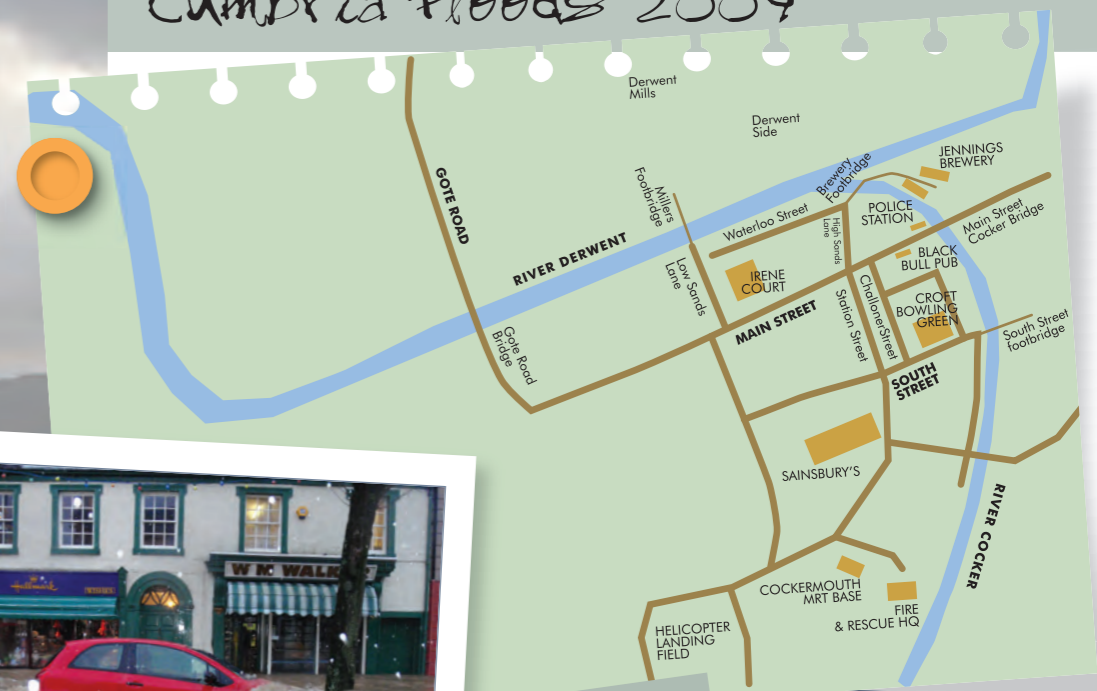 Cumbria Floods 2009
Derwent
Mills
Derwent
Side
JENNINGS
BREWERY
Brewery
Footbridge
GOTE ROAD
Millers
Footbridge
POLICE
STATION
Waterloo Street
High Sands
Lane
Main Street
Cocker Bridge
RIVER DERWENT
BLACK
BULL PUB
Low Sands
Lane
IRENE
COURT
CROFT
BOWLING
GREEN
MAIN STREET
Station Street
ChallonerStreet
South Street
footbridge
Gote Road
Bridge
SOUTH
STREET
SAINSBURY'S
RIVER COCKER
COCKERMOUTH
MRT BASE
FIRE
& RESCUE HQ
HELICOPTER
LANDING
FIELD
Hallmark
W M WALK